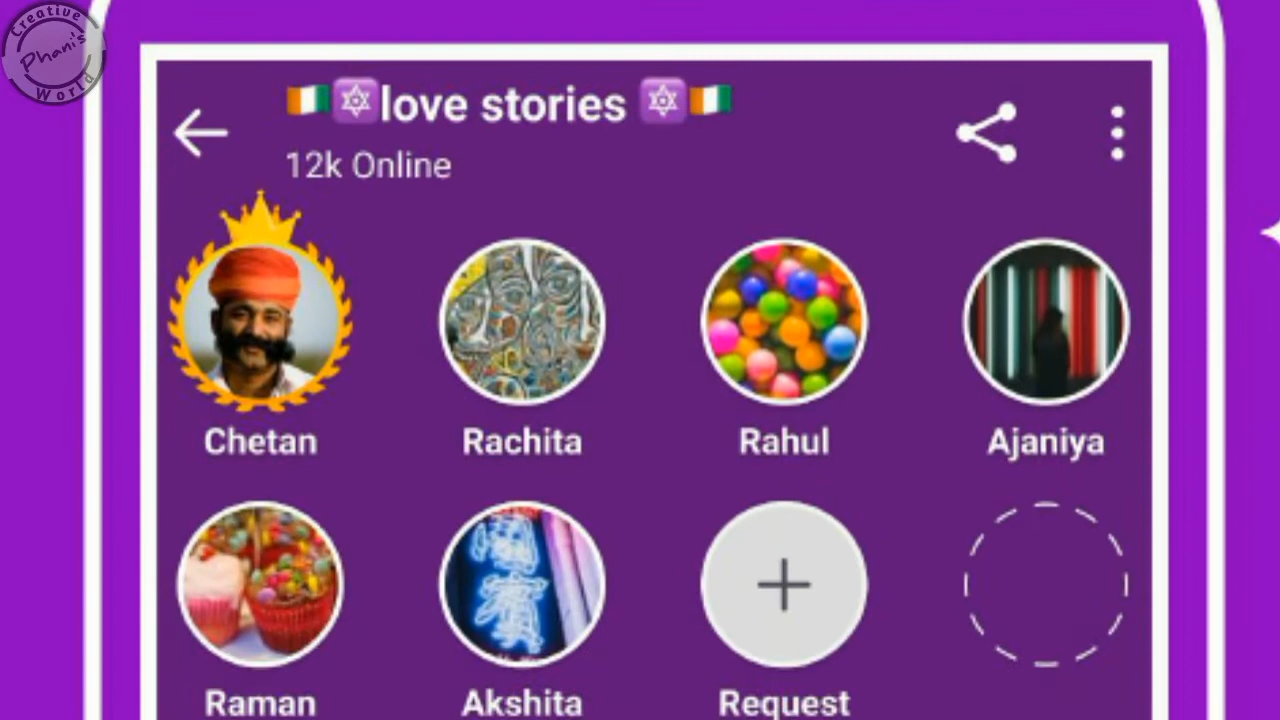 Creative
Phani's
World
🇨🇮🔯love stories 🔯🇨🇮
12k Online
Chetan
Rachita
Rahul
Ajaniya
Raman
Akshita
Request